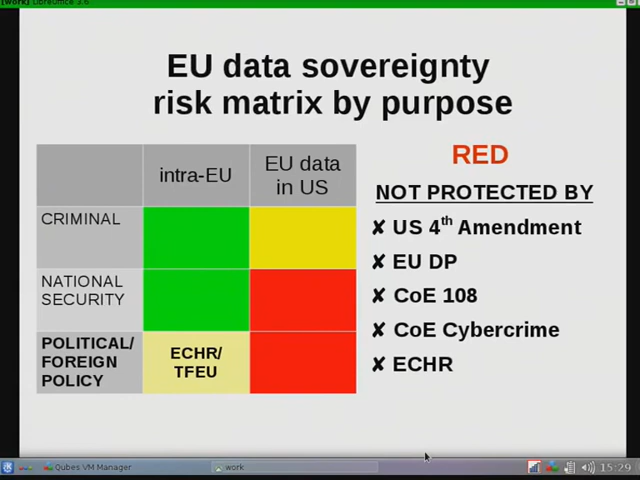 [work] LibreOffice 3.6
EU data sovereignty
risk matrix by purpose
intra-EU
EU data
in US
CRIMINAL
NATIONAL
SECURITY
POLITICAL/
FOREIGN
POLICY
ECHR/
TFEU
RED
NOT PROTECTED BY
✘ US 4th Amendment
✘ EU DP
✘ CoE 108
✘ CoE Cybercrime
✘ ECHR
Qubes VM Manager
work
15:29